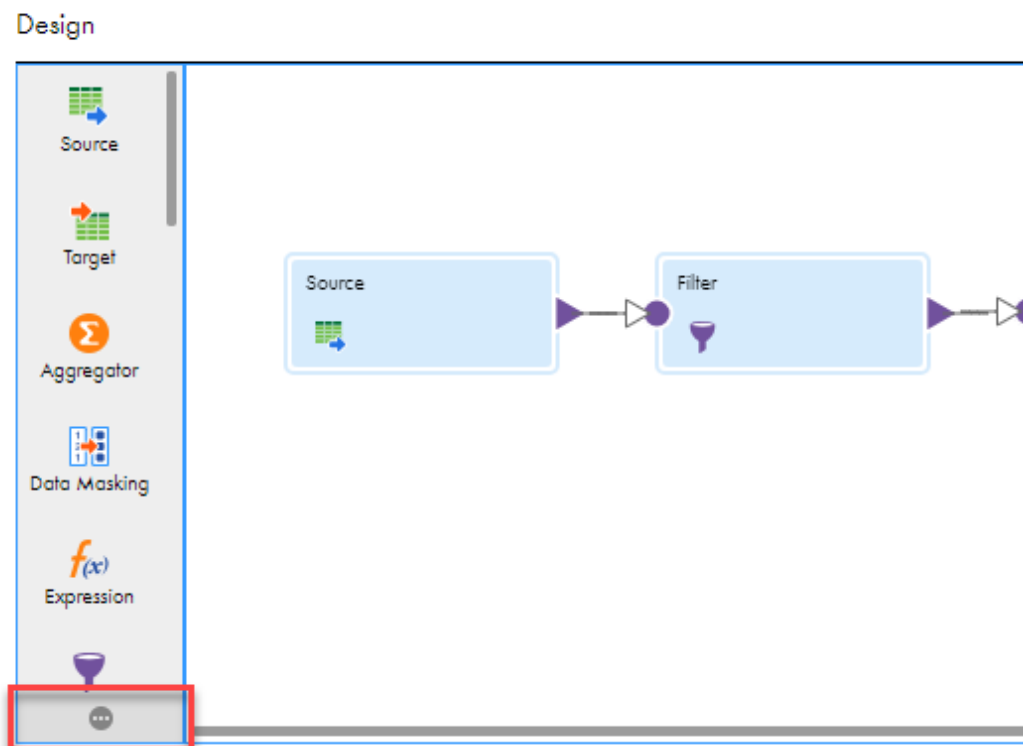 Design
Source
Target
Aggregator
Data Masking
Expression
Source
Filter
f(x)